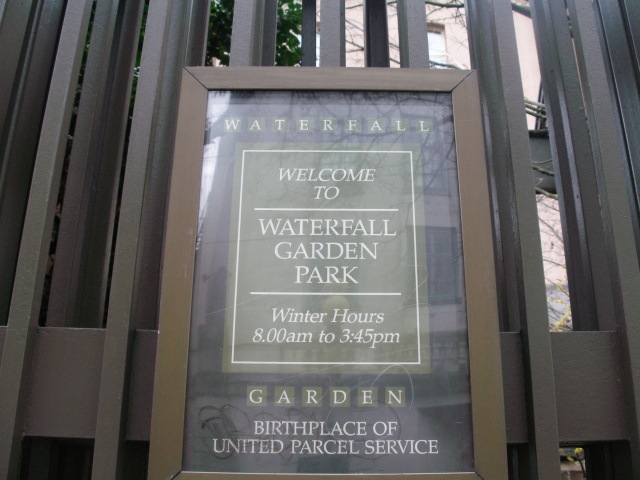 WATERFALL
WELCOME
TO
WATERFALL
GARDEN
PARK
Winter Hours
8.00am to 3:45pm
GARDEN
BIRTHPLACE OF
UNITED PARCEL SERVICE